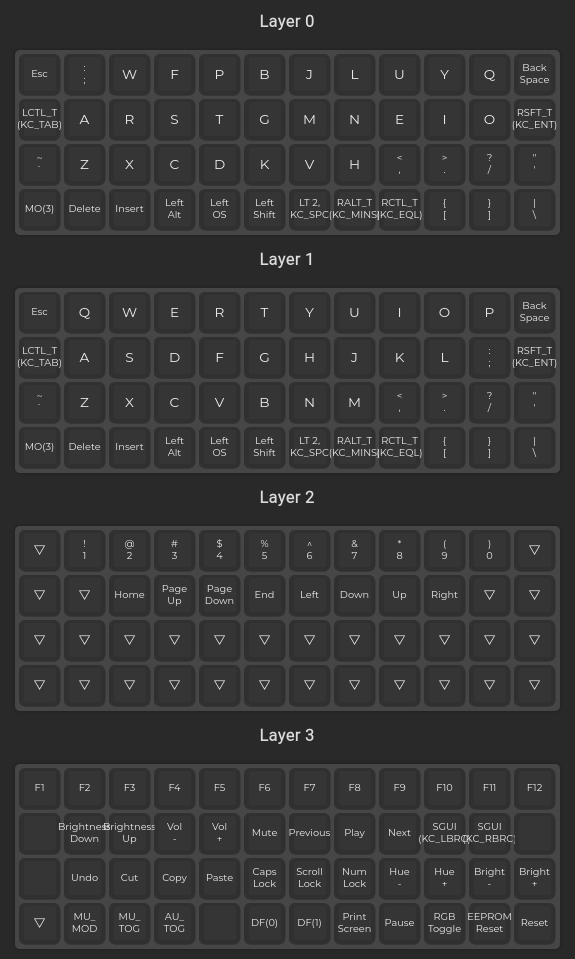 Layer 0
Esc : ; W F P B J L U Y Q Back Space
LCTL_T (KC_TAB) A R S T G M N E I O RSFT_T (KC_ENT)
~ ` Z X C D K V H < , > . ? / " '
MO(3) Delete Insert Left Alt Left OS Left Shift LT 2, KC_SPC RALT_T (KC_MINS) RCTL_T (KC_EQL) { [ } ] | \
Layer 1
Esc Q W E R T Y U I O P Back Space
LCTL_T (KC_TAB) A S D F G H J K L : ; RSFT_T (KC_ENT)
~ ` Z X C V B N M < , > . ? / " '
MO(3) Delete Insert Left Alt Left OS Left Shift LT 2, KC_SPC RALT_T (KC_MINS) RCTL_T (KC_EQL) { [ } ] | \
Layer 2
▽ ! 1 @ 2 # 3 $ 4 % 5 ^ 6 & 7 * 8 ( 9 ) 0 ▽
▽ ▽ Home Page Up Page Down End Left Down Up Right ▽ ▽
▽ ▽ ▽ ▽ ▽ ▽ ▽ ▽ ▽ ▽ ▽ ▽
▽ ▽ ▽ ▽ ▽ ▽ ▽ ▽ ▽ ▽ ▽ ▽
Layer 3
F1 F2 F3 F4 F5 F6 F7 F8 F9 F10 F11 F12
Brightness Down Brightness Up Vol - Vol + Mute Previous Play Next SGUI (KC_LBRC) SGUI (KC_RBRC)
Undo Cut Copy Paste Caps Lock Scroll Lock Num Lock Hue - Hue + Bright - Bright +
▽ MU_ MOD MU_ TOG AU_ TOG DF(0) DF(1) Print Screen Pause RGB Toggle EEPROM Reset Reset